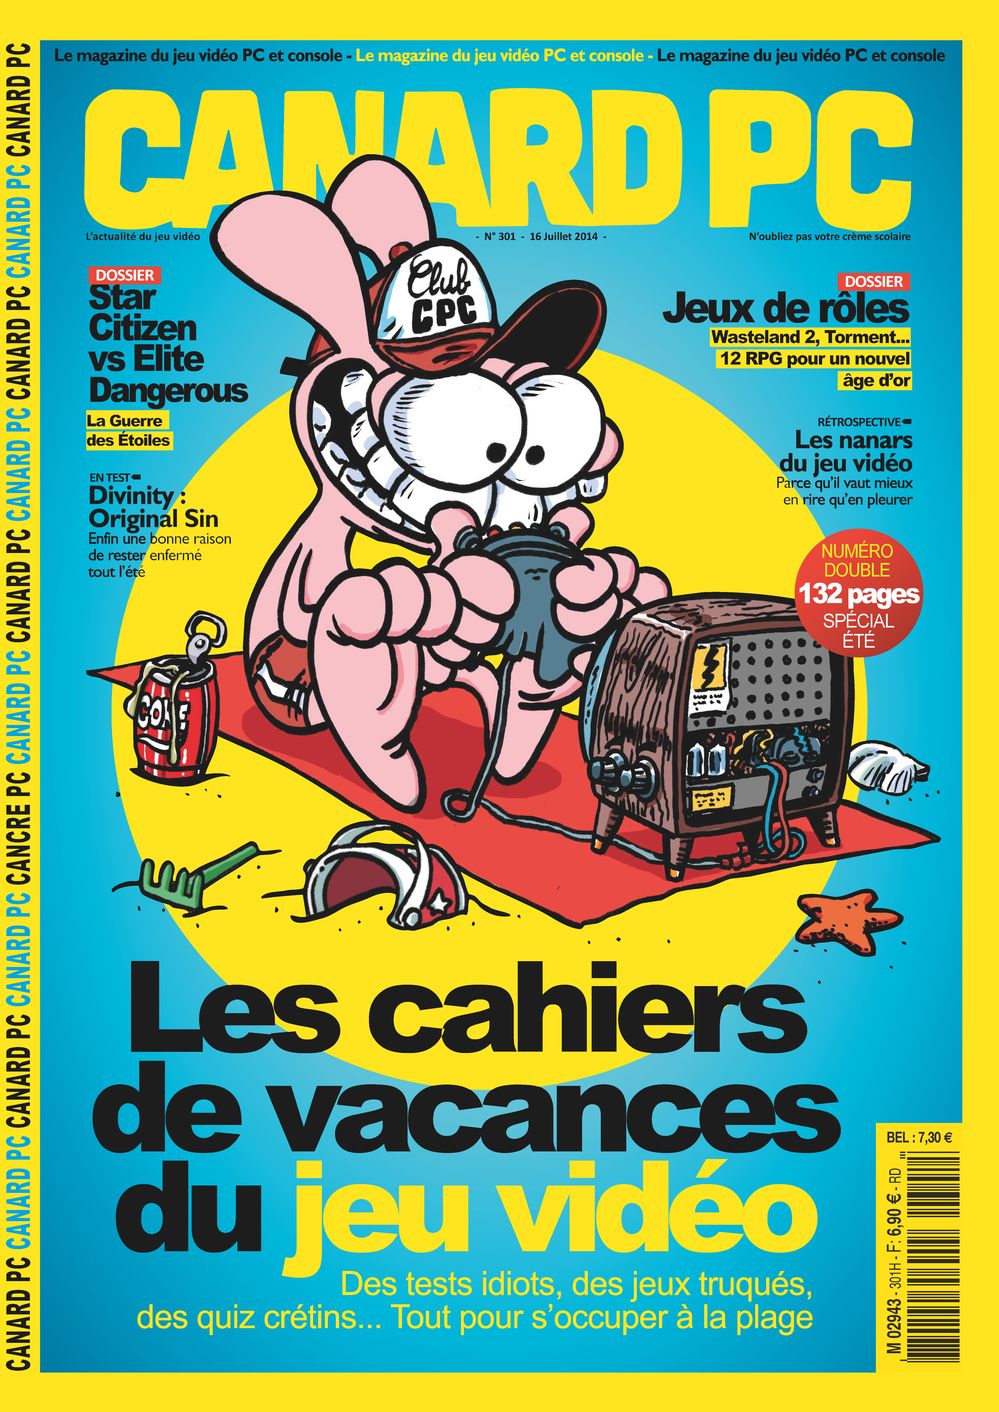 Le magazine du jeu vidéo PC et console - Le magazine du jeu vidéo PC et console - Le magazine du jeu vidéo PC et console
CANARD PC
L'actualité du jeu vidéo
- N° 301 - 16 Juillet 2014 -
N'oubliez pas votre crème scolaire
DOSSIER
Star
Citizen
vs Elite
Dangerous
La Guerre
des Étoiles
EN TEST
Divinity :
Original Sin
Enfin une bonne raison
de rester enfermé
tout l'été
Club
CPC
DOSSIER
Jeux de rôles
Wasteland 2, Torment...
12 RPG pour un nouvel
âge d'or
RÉTROSPECTIVE
Les nanars
du jeu vidéo
Parce qu'il vaut mieux
en rire qu'en pleurer
NUMÉRO
DOUBLE
132 pages
SPÉCIAL
ÉTÉ
Les cahiers
de vacances
du jeu vidéo
Des tests idiots, des jeux truqués,
des quiz crétins... Tout pour s'occuper à la plage
BEL : 7,30 €
M 02943 - 301H - F: 6,90 € - RD
CANARD PC CANARD PC CANARD PC CANARD PC CANCRE PC CANARD PC CANARD PC CANARD PC CANARD PC CANARD PC CANARD PC CANARD PC